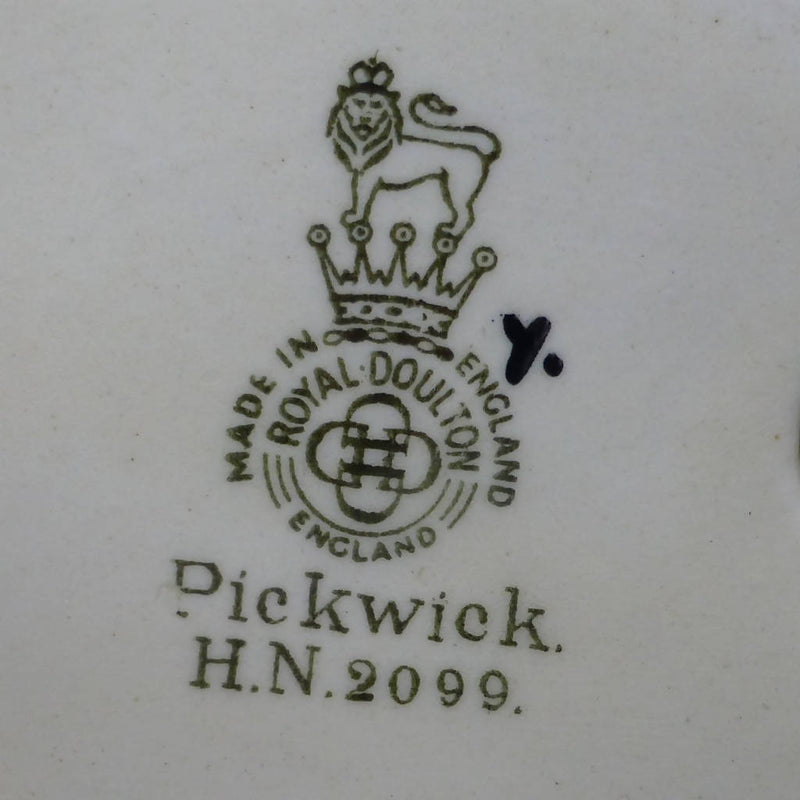 MADE IN ENGLAND
ROYAL·DOULTON
ENGLAND
Y.
Pickwick.
H.N.2099.